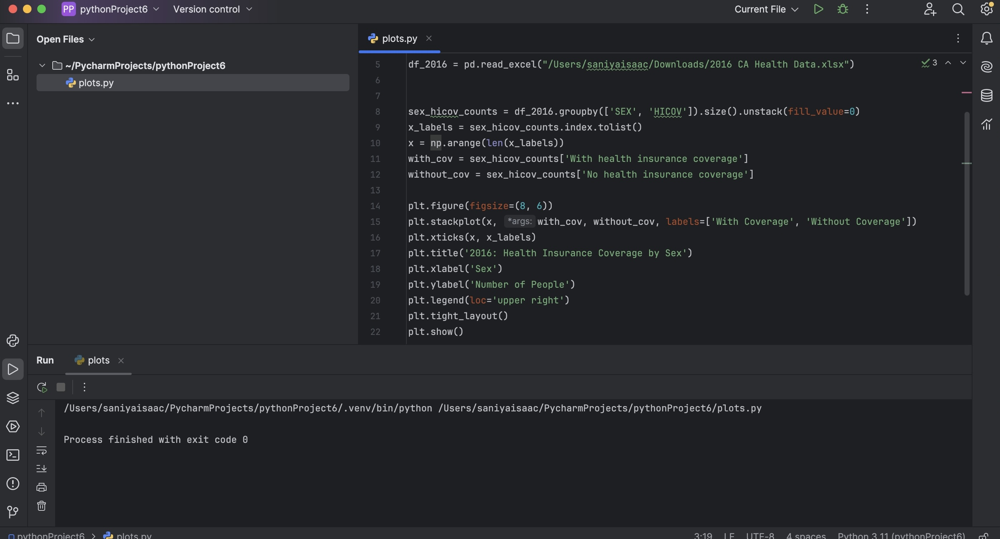 PP pythonProject6 Version control Current File
Open Files
plots.py
~/PycharmProjects/pythonProject6
plots.py
5 df_2016 = pd.read_excel("/Users/saniyaisaac/Downloads/2016 CA Health Data.xlsx") 3
6
7
8 sex_hicov_counts = df_2016.groupby(['SEX', 'HICOV']).size().unstack(fill_value=0)
9 x_labels = sex_hicov_counts.index.tolist()
10 x = np.arange(len(x_labels))
11 with_cov = sex_hicov_counts['With health insurance coverage']
12 without_cov = sex_hicov_counts['No health insurance coverage']
13
14 plt.figure(figsize=(8, 6))
15 plt.stackplot(x, *args: with_cov, without_cov, labels=['With Coverage', 'Without Coverage'])
16 plt.xticks(x, x_labels)
17 plt.title('2016: Health Insurance Coverage by Sex')
18 plt.xlabel('Sex')
19 plt.ylabel('Number of People')
20 plt.legend(loc='upper right')
21 plt.tight_layout()
22 plt.show()
Run plots
/Users/saniyaisaac/PycharmProjects/pythonProject6/.venv/bin/python /Users/saniyaisaac/PycharmProjects/pythonProject6/plots.py
Process finished with exit code 0
pythonProject6 > plots.py 3:19 LF UTF-8 4 spaces Python 3.11 (pythonProject6)